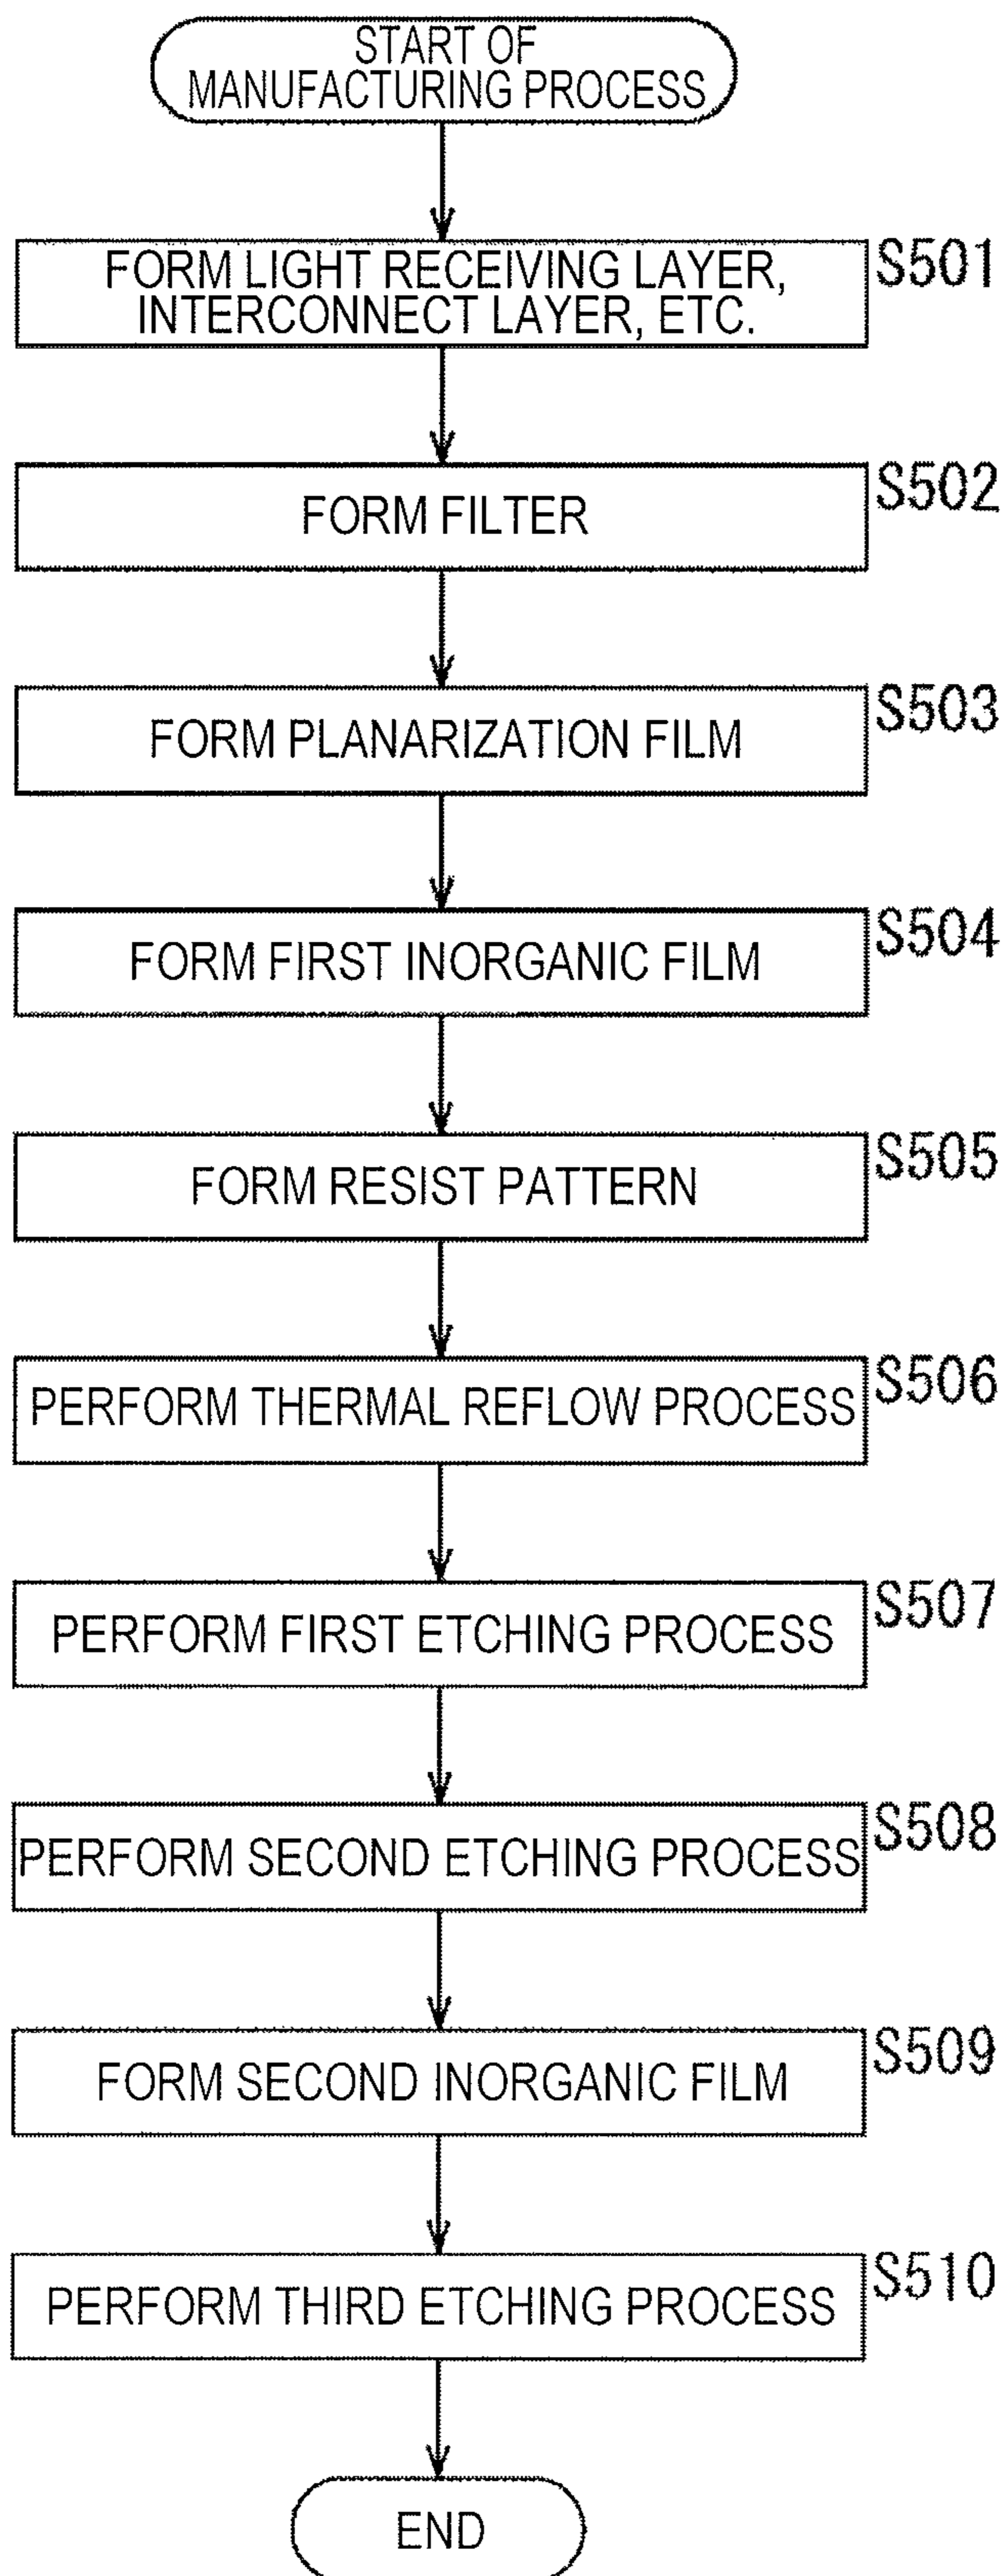 START OF
MANUFACTURING PROCESS
FORM LIGHT RECEIVING LAYER,
INTERCONNECT LAYER, ETC.
S501
FORM FILTER
S502
FORM PLANARIZATION FILM
S503
FORM FIRST INORGANIC FILM
S504
FORM RESIST PATTERN
S505
PERFORM THERMAL REFLOW PROCESS
S506
PERFORM FIRST ETCHING PROCESS
S507
PERFORM SECOND ETCHING PROCESS
S508
FORM SECOND INORGANIC FILM
S509
PERFORM THIRD ETCHING PROCESS
S510
END